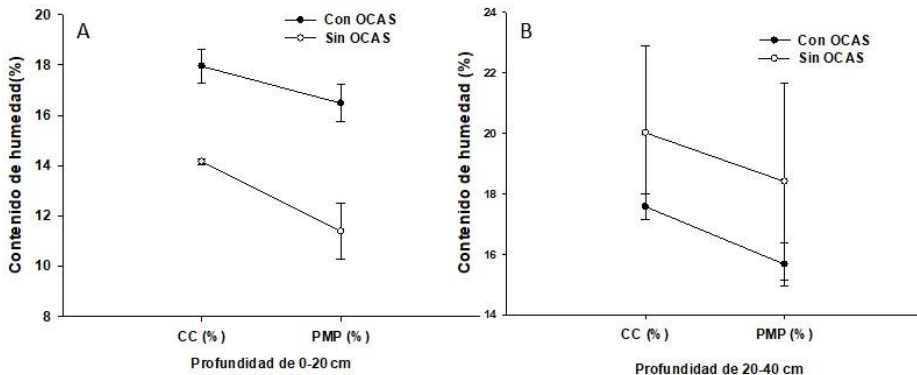 A
Con OCAS
Sin OCAS
Contenido de humedad(%)
20
18
16
14
12
10
8
CC (%)
PMP (%)
Profundidad de 0-20 cm
B
Con OCAS
Sin OCAS
Contenido de humedad (%)
24
22
20
18
16
14
CC (%)
PMP (%)
Profundidad de 20-40 cm